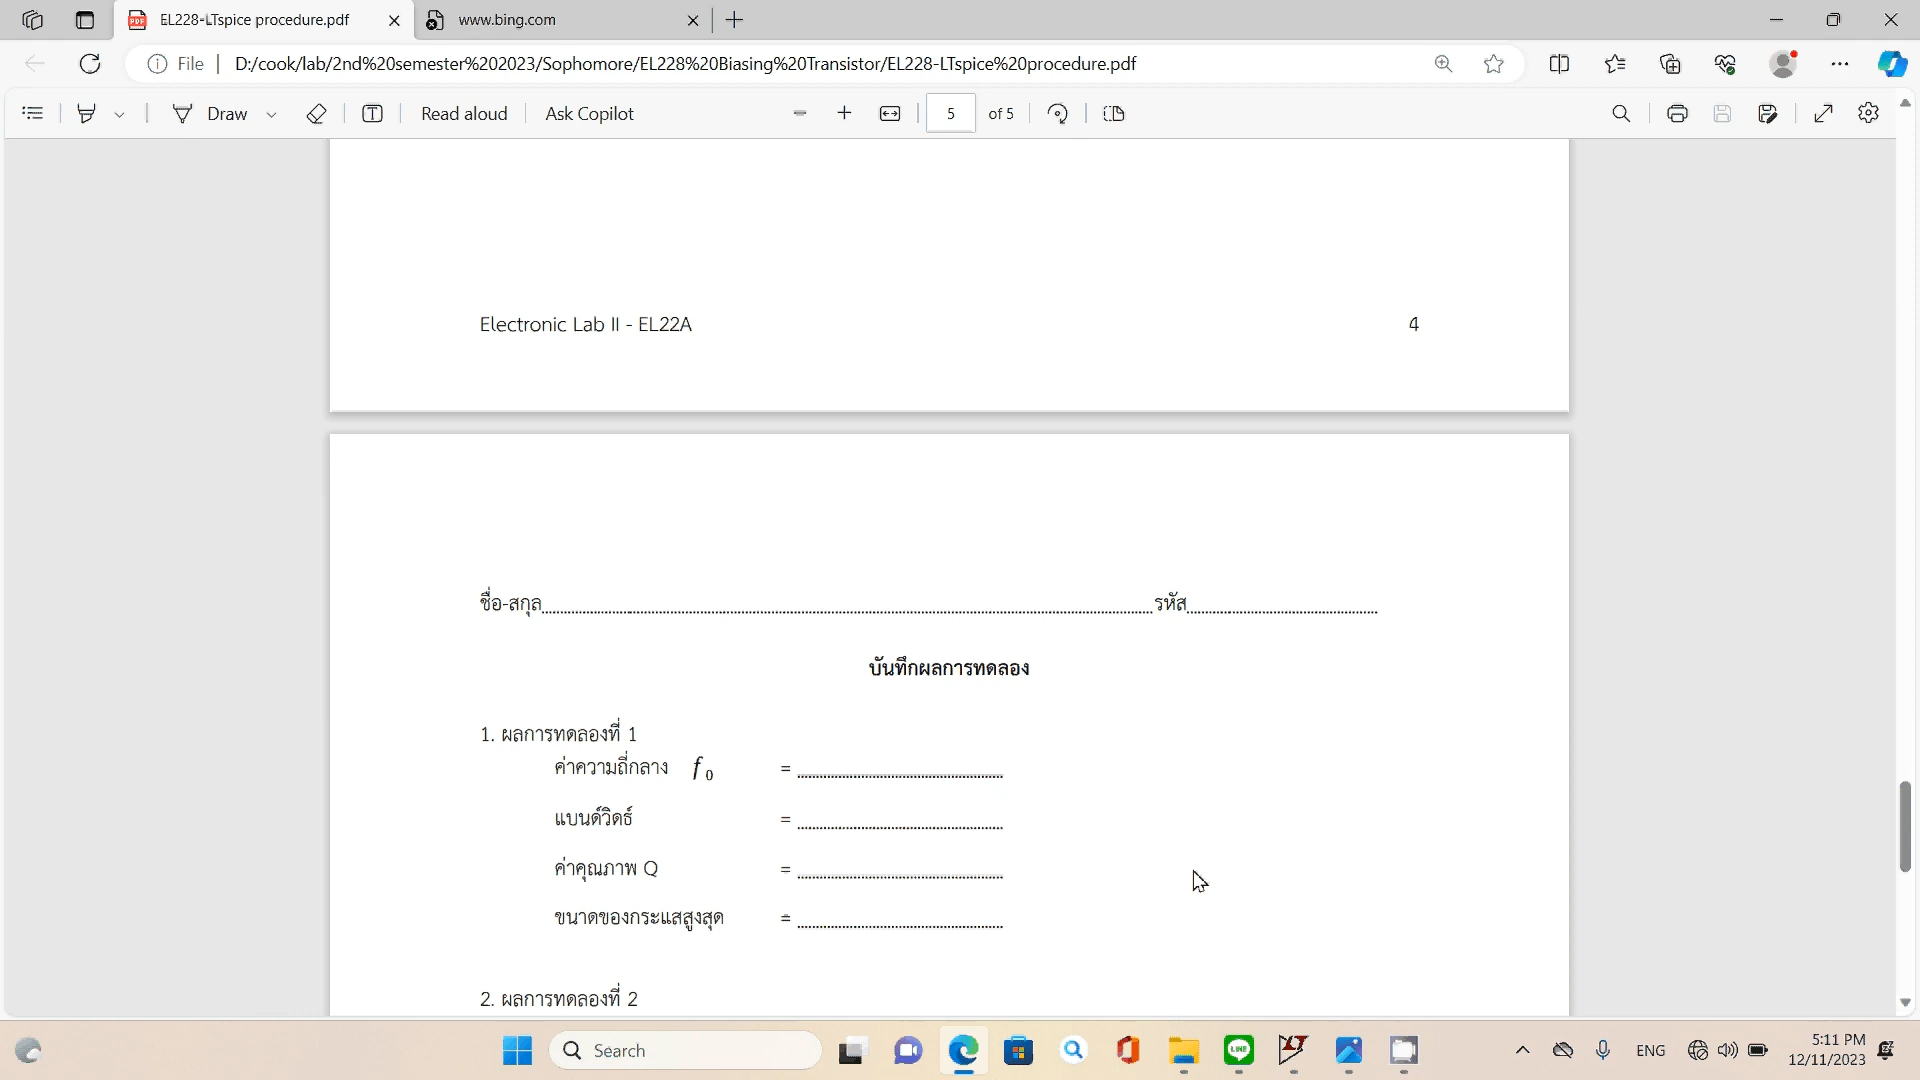 EL228-LTspice procedure.pdf
www.bing.com
File
D:/cook/lab/2nd%20semester%202023/Sophomore/EL228%20Biasing%20Transistor/EL228-LTspice%20procedure.pdf
Draw
Read aloud
Ask Copilot
5
of 5
Electronic Lab II - EL22A 4
ชื่อ-สกุล รหัส
บันทึกผลการทดลอง
1. ผลการทดลองที่ 1
ค่าความถี่กลาง f 0 =
แบนด์วิดธ์ =
ค่าคุณภาพ Q =
ขนาดของกระแสสูงสุด =
2. ผลการทดลองที่ 2
Search
ENG
5:11 PM
12/11/2023